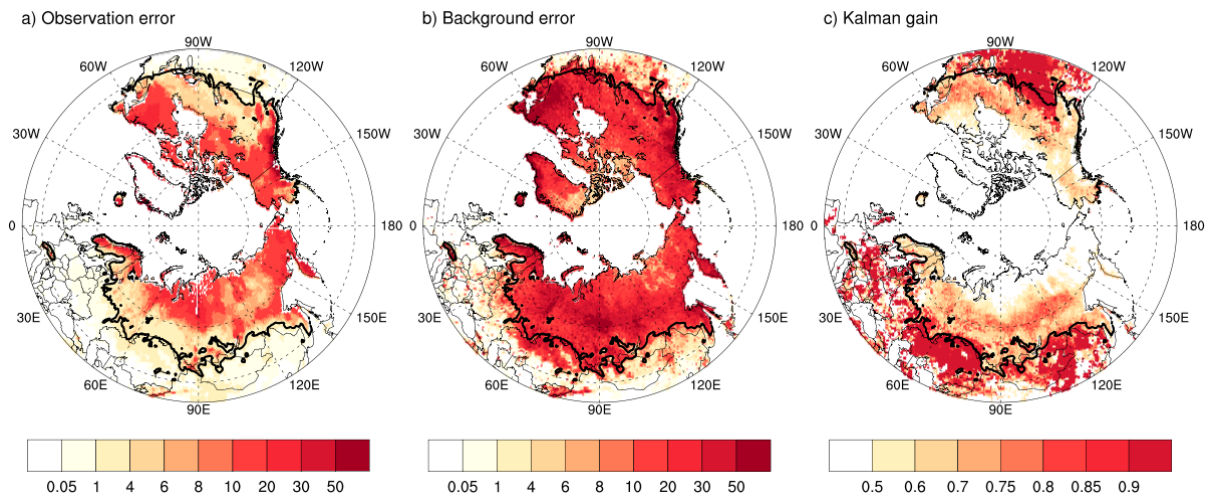 a) Observation error
b) Background error
c) Kalman gain
90W
60W
120W
30W
150W
0
180
30E
150E
60E
120E
90E
90W
60W
120W
30W
150W
0
180
30E
150E
60E
120E
90E
90W
60W
120W
30W
150W
0
180
30E
150E
60E
120E
90E
0.05 1 4 6 8 10 20 30 50
0.05 1 4 6 8 10 20 30 50
0.5 0.6 0.7 0.75 0.8 0.85 0.9